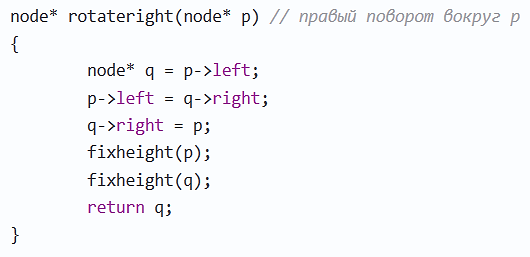 node* rotateright(node* p) // правый поворот вокруг p
{
        node* q = p->left;
        p->left = q->right;
        q->right = p;
        fixheight(p);
        fixheight(q);
        return q;
}